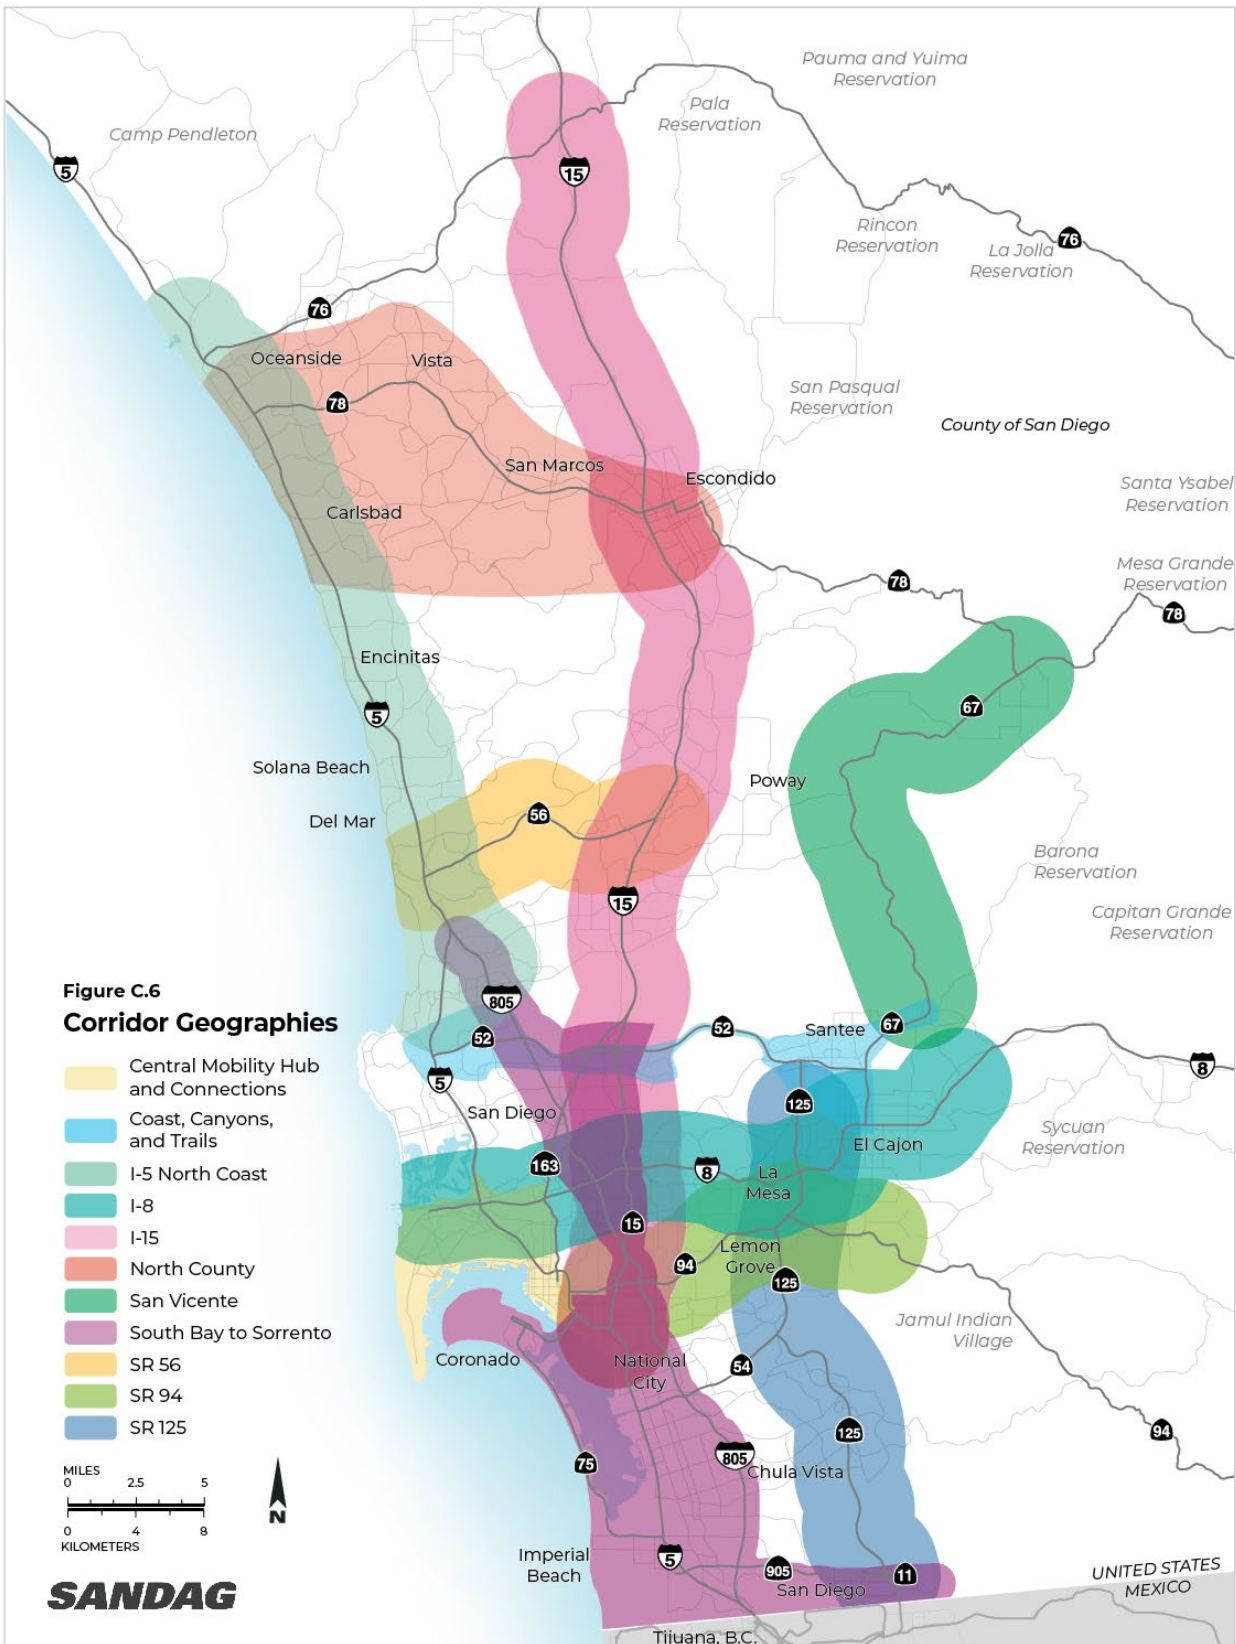 Pauma and Yuima
Reservation
Pala
Reservation
Camp Pendleton
5
15
Rincon
Reservation
La Jolla
Reservation
76
76
Oceanside
Vista
78
San Pasqual
Reservation
County of San Diego
San Marcos
Escondido
Santa Ysabel
Reservation
Carlsbad
Mesa Grande
Reservation
78
78
Encinitas
5
67
Solana Beach
Poway
Del Mar
56
Barona
Reservation
15
Capitan Grande
Reservation
805
52
52
Santee
67
5
8
San Diego
125
Sycuan
Reservation
El Cajon
163
8
La
Mesa
15
Lemon
Grove
94
125
Jamul Indian
Village
Coronado
National
City
54
125
94
75
805
Chula Vista
Imperial
Beach
5
905
San Diego
11
UNITED STATES
MEXICO
Tijuana, B.C.
Figure C.6
Corridor Geographies
Central Mobility Hub
and Connections
Coast, Canyons,
and Trails
I-5 North Coast
I-8
I-15
North County
San Vicente
South Bay to Sorrento
SR 56
SR 94
SR 125
MILES
0 2.5 5
0 4 8
KILOMETERS
N
SANDAG